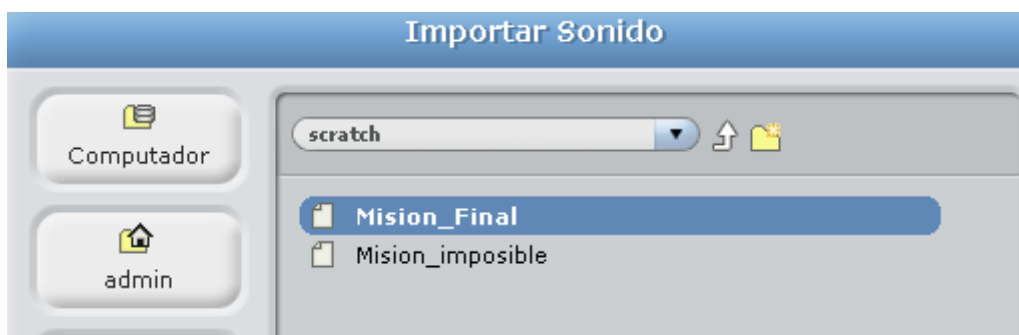 Importar Sonido
Computador
admin
scratch
Mision_Final
Mision_imposible